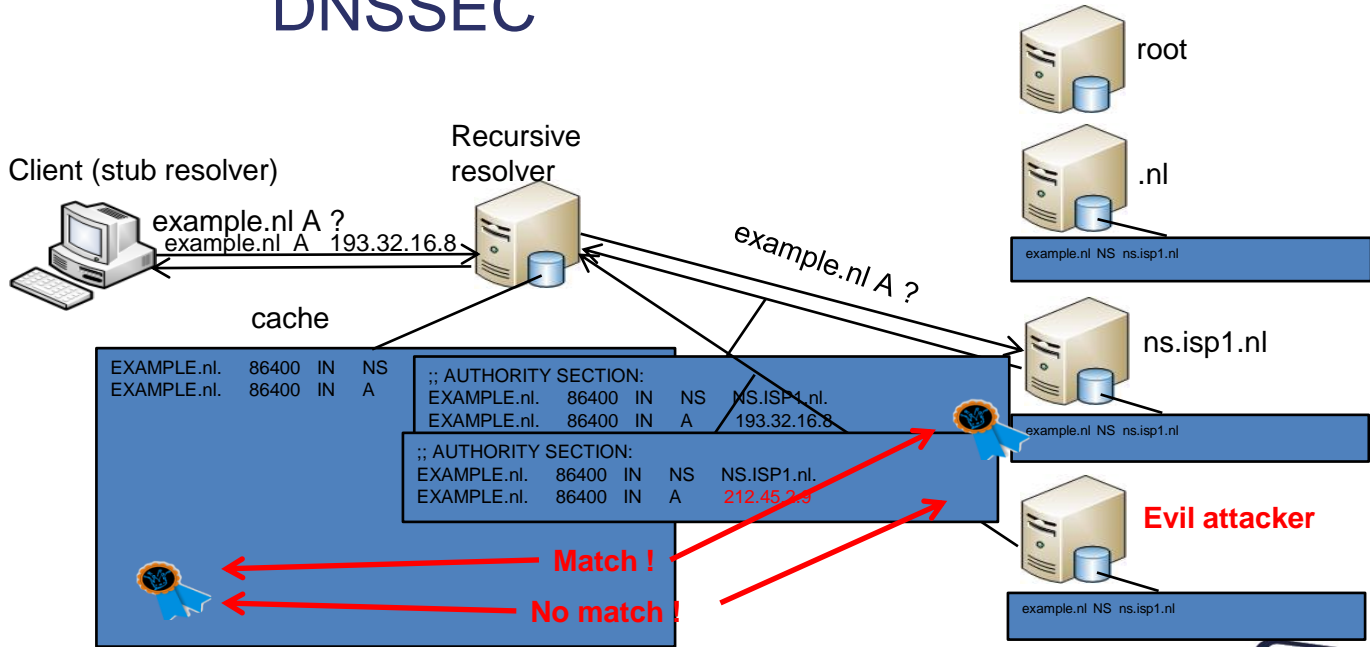 DNSSEC
root
Recursive
resolver
Client (stub resolver)
.nl
example.nl A ?
example.nl A 193.32.16.8
example.nl A ?
example.nl NS ns.isp1.nl
cache
ns.isp1.nl
EXAMPLE.nl. 86400 IN NS
EXAMPLE.nl. 86400 IN A
;; AUTHORITY SECTION:
EXAMPLE.nl. 86400 IN NS NS.ISP1.nl.
EXAMPLE.nl. 86400 IN A 193.32.16.8
example.nl NS ns.isp1.nl
;; AUTHORITY SECTION:
EXAMPLE.nl. 86400 IN NS NS.ISP1.nl.
EXAMPLE.nl. 86400 IN A 212.45.2.9
Evil attacker
Match !
No match !
example.nl NS ns.isp1.nl